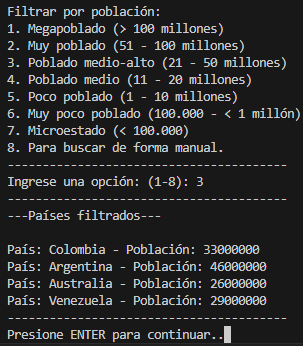 Filtrar por población:
1. Megapoblado (> 100 millones)
2. Muy poblado (51 - 100 millones)
3. Poblado medio-alto (21 - 50 millones)
4. Poblado medio (11 - 20 millones)
5. Poco poblado (1 - 10 millones)
6. Muy poco poblado (100.000 - < 1 millón)
7. Microestado (< 100.000)
8. Para buscar de forma manual.
----------------------------------------
Ingrese una opción: (1-8): 3
----------------------------------------
---Países filtrados---
País: Colombia - Población: 33000000
País: Argentina - Población: 46000000
País: Australia - Población: 26000000
País: Venezuela - Población: 29000000
----------------------------------------
Presione ENTER para continuar..